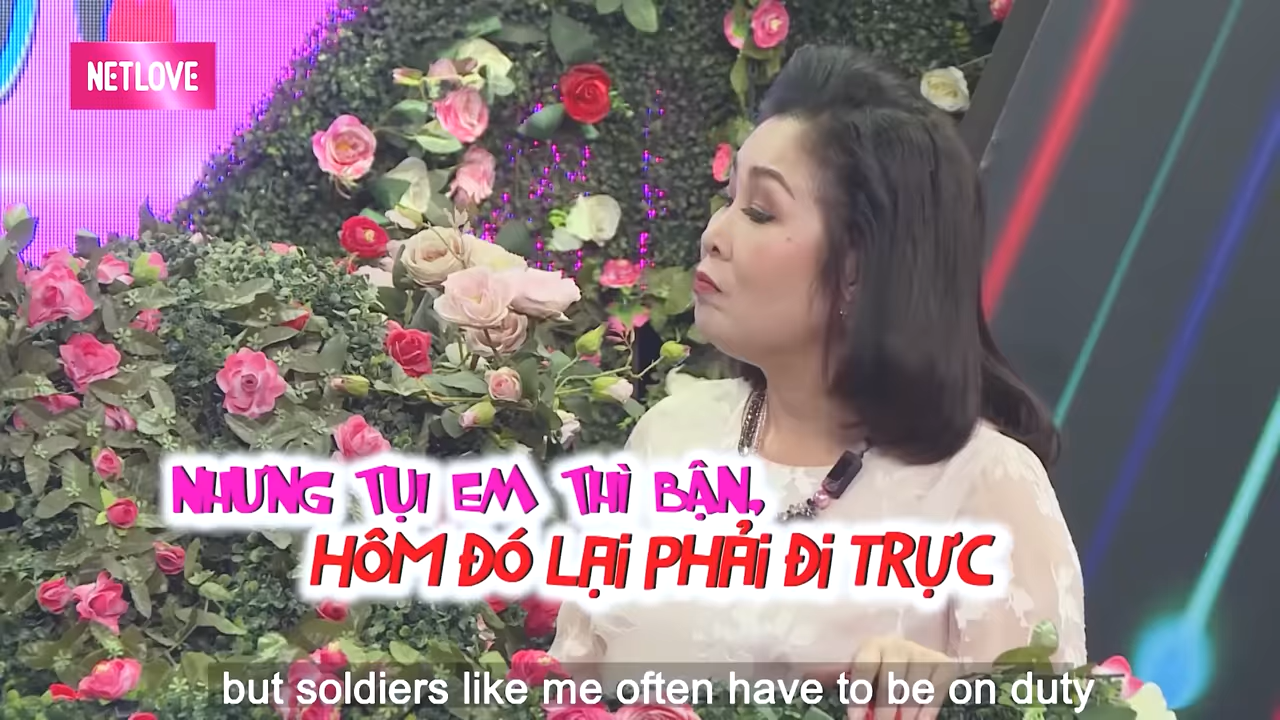 NETLOVE
NHƯNG TỤI EM THÌ BẬN,
HÔM ĐÓ LẠI PHẢI ĐI TRỰC
but soldiers like me often have to be on duty